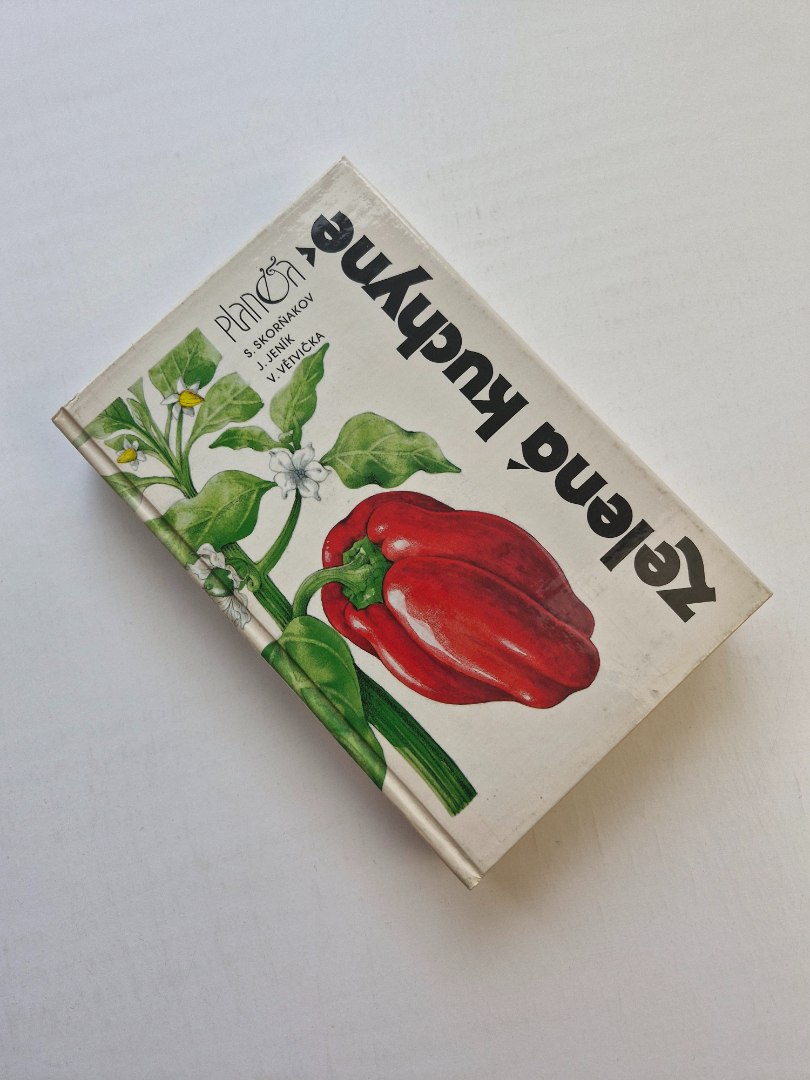 Planeta
S. SKORŇAKOV
J. JENÍK
V. VĚTVIČKA
Zelená kuchyně